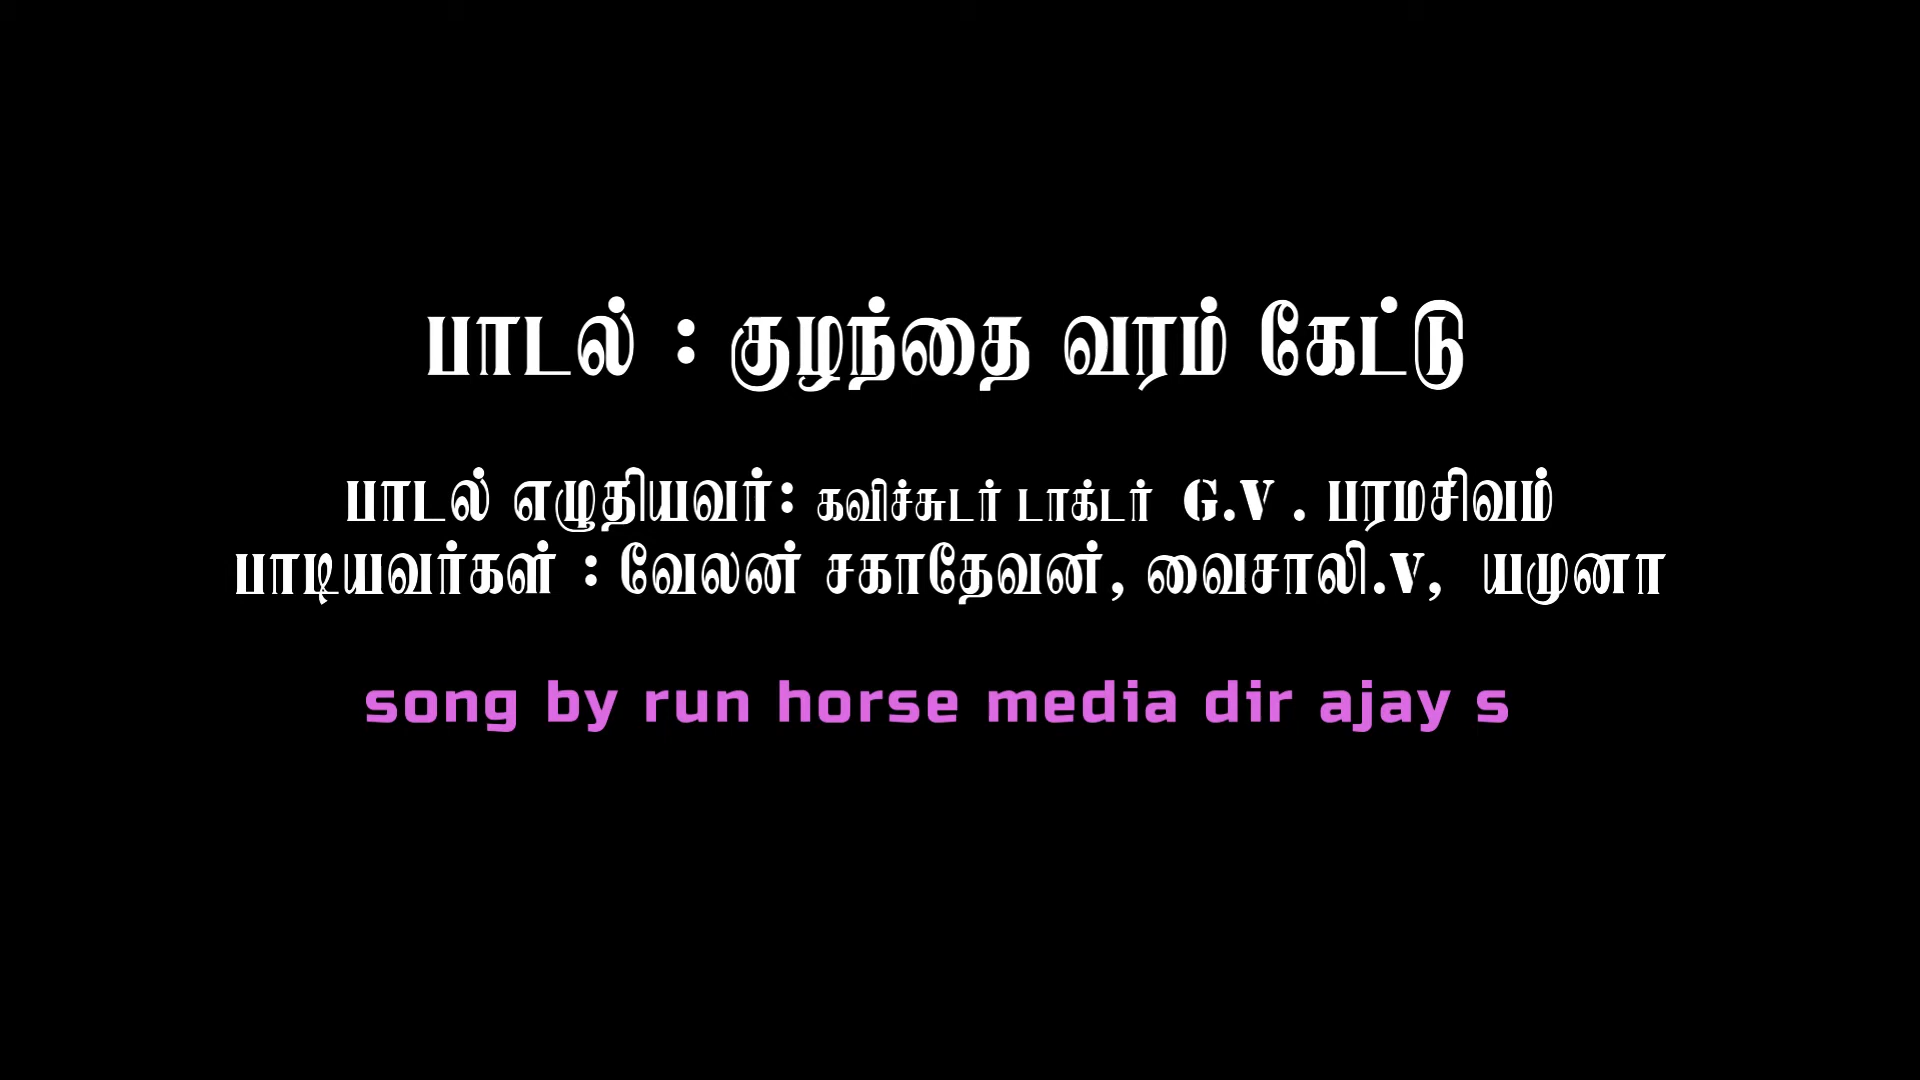 பாடல் : குழந்தை வரம் கேட்டு
பாடல் எழுதியவர்: கவிச்சுடர் டாக்டர் G.V . பரமசிவம்
பாடியவர்கள் : வேலன் சகாதேவன், வைசாலி.V, யமுனா
song by run horse media dir ajay s